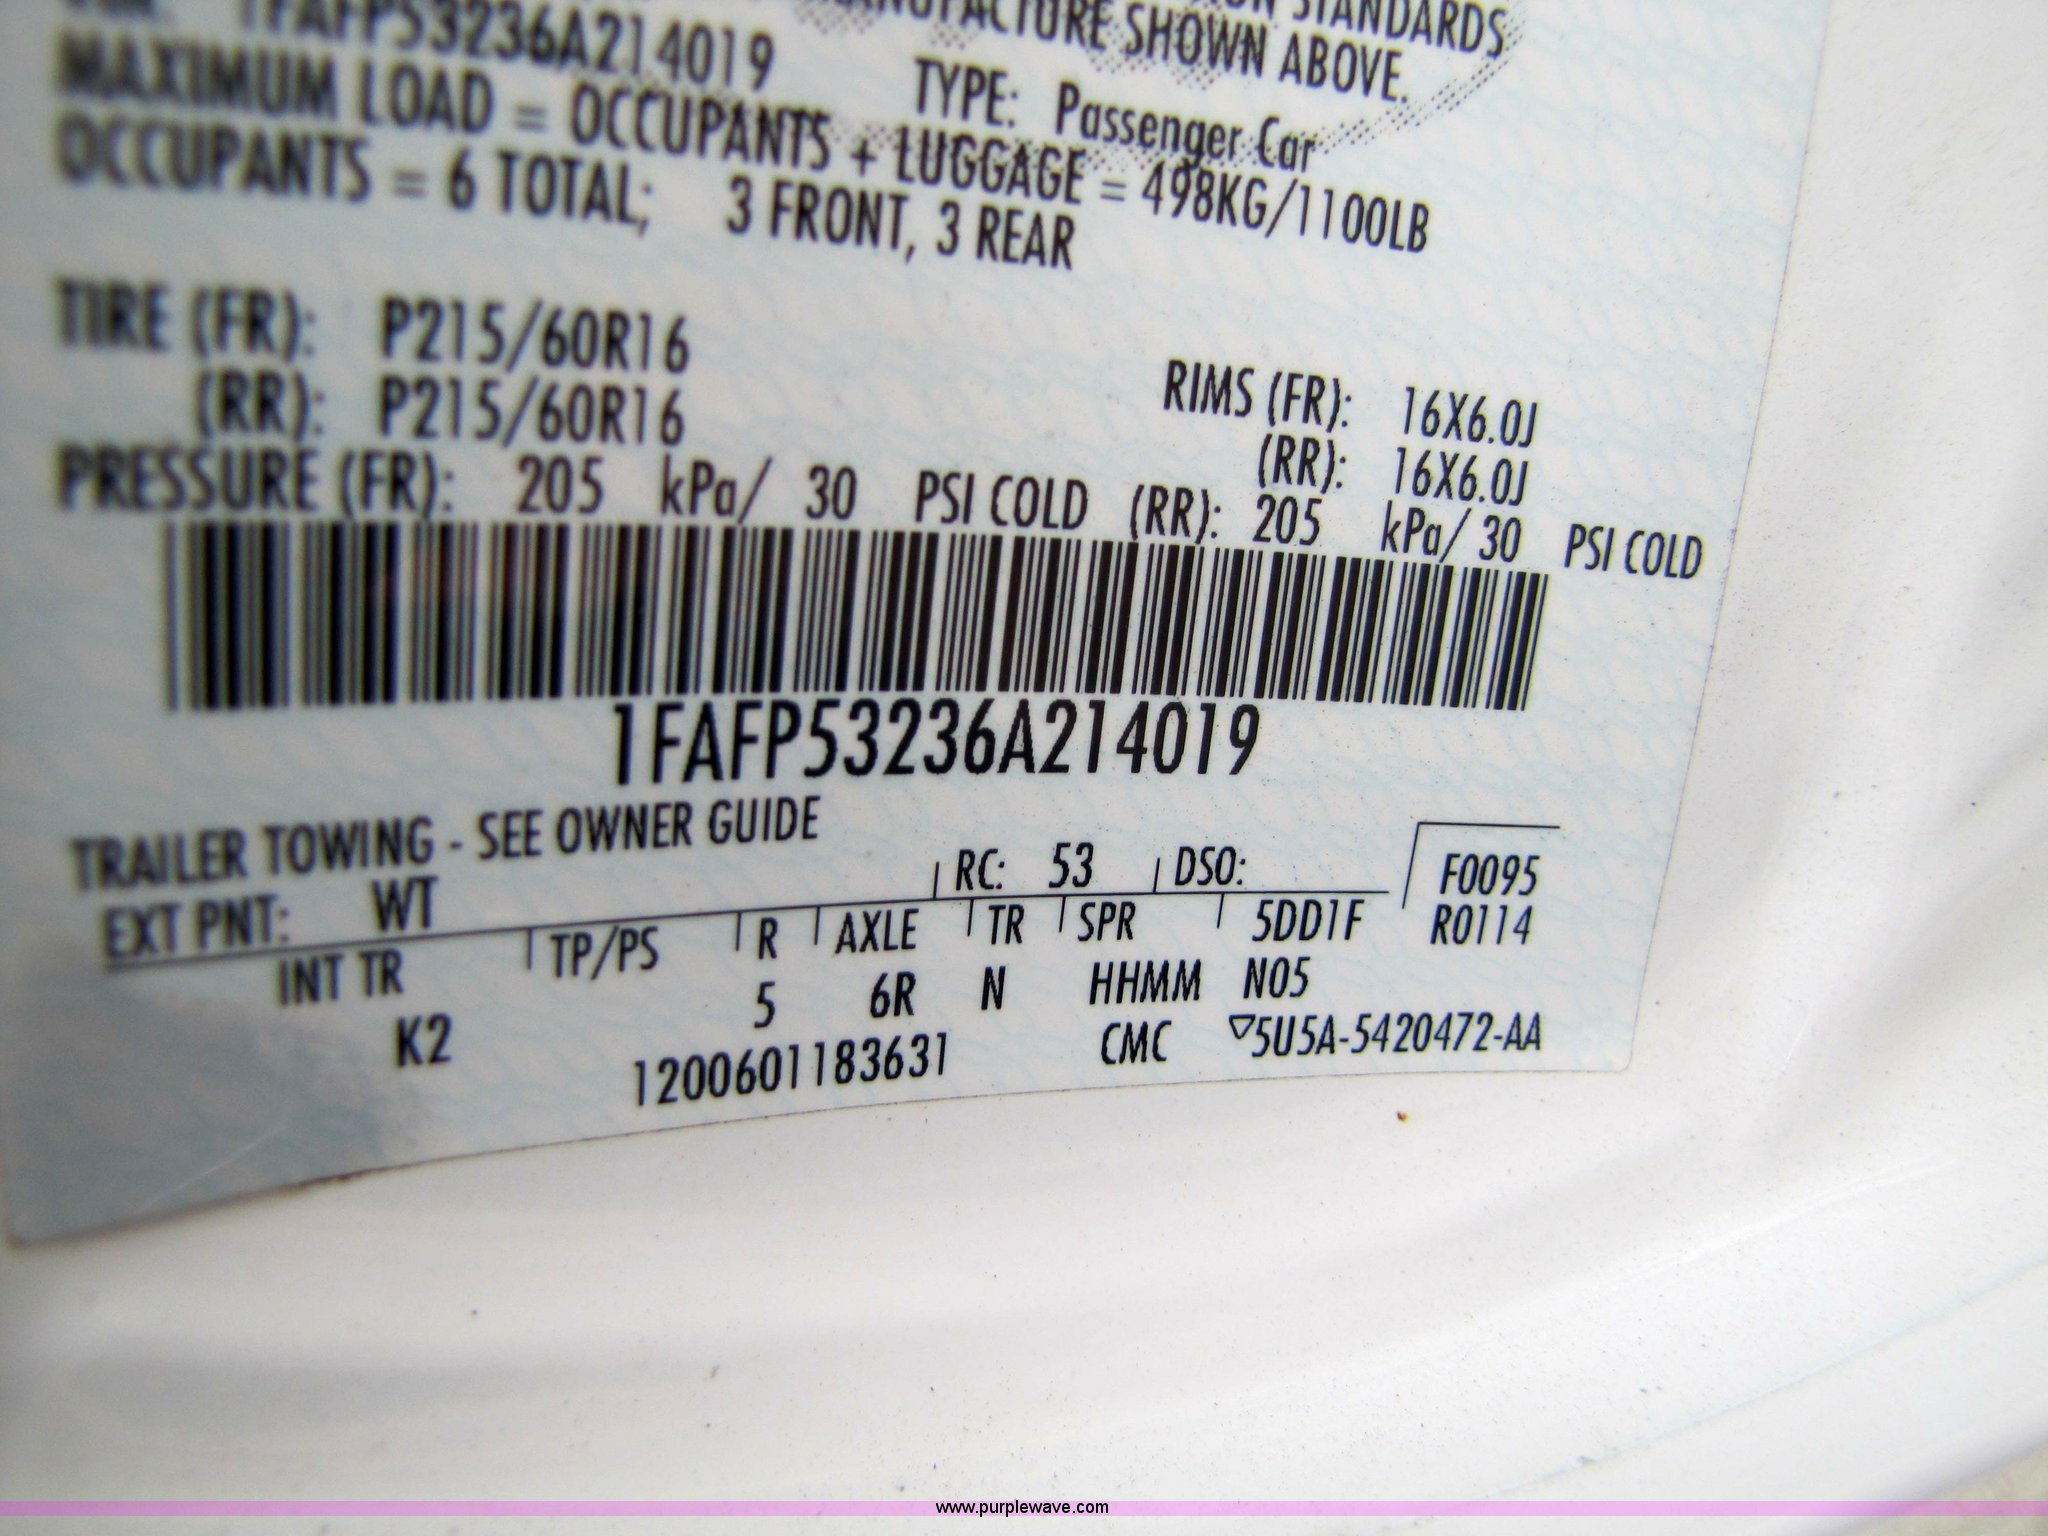 ON STANDARDS
MANUFACTURE SHOWN ABOVE.
1FAFP53236A214019
TYPE: Passenger Car
MAXIMUM LOAD = OCCUPANTS + LUGGAGE = 498KG/1100LB
OCCUPANTS = 6 TOTAL; 3 FRONT, 3 REAR
TIRE (FR): P215/60R16
RIMS (FR): 16X6.0J
(RR): P215/60R16
(RR): 16X6.0J
PRESSURE (FR): 205 kPa/ 30 PSI COLD (RR): 205 kPa/ 30 PSI COLD
1FAFP53236A214019
TRAILER TOWING - SEE OWNER GUIDE
EXT PNT: WT RC: 53 DSO: F0095
INT TR TP/PS R AXLE TR SPR 5DD1F R0114
K2 5 6R N HHMM N05
1200601183631 CMC ▽5U5A-5420472-AA
www.purplewave.com